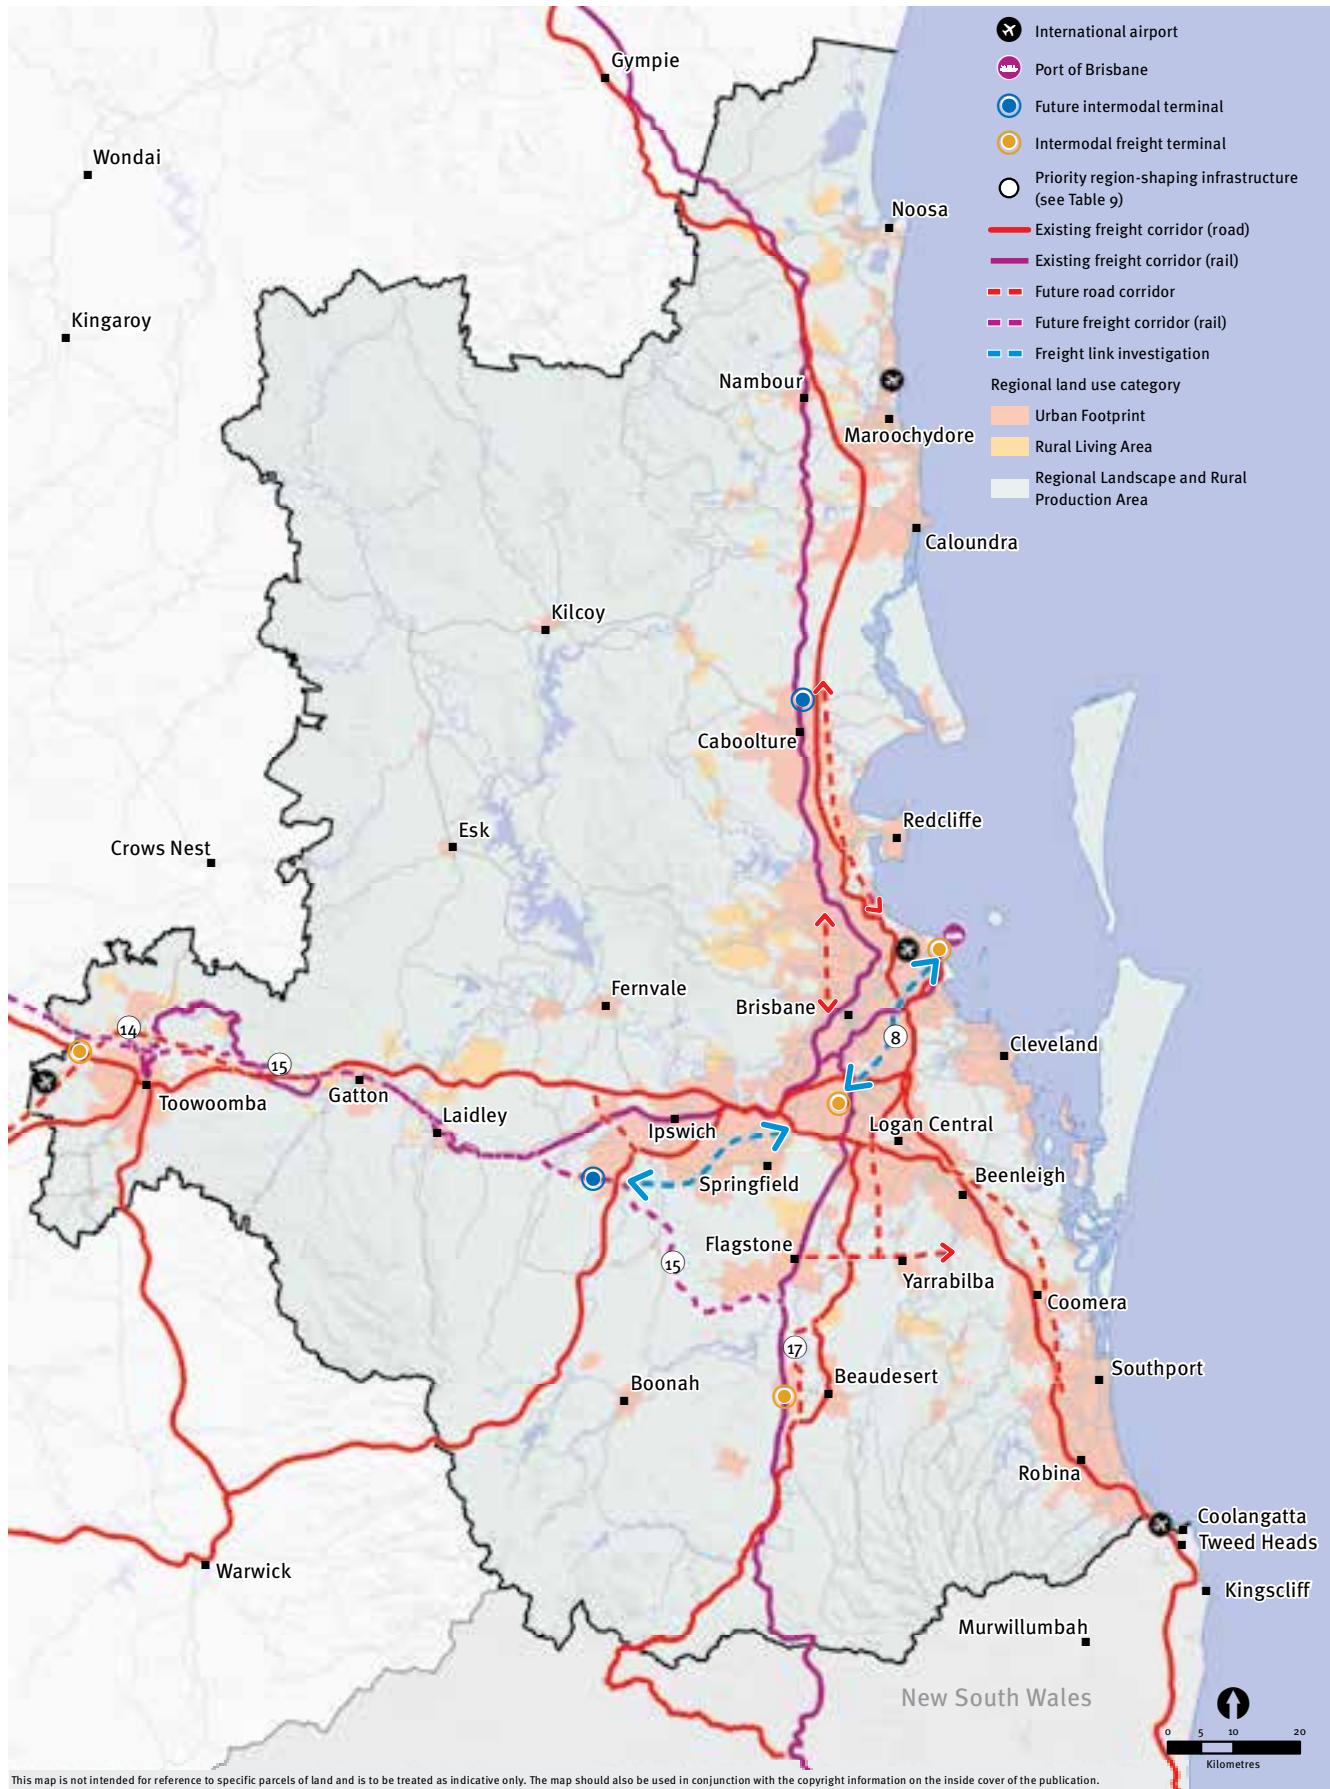 International airport
Port of Brisbane
Future intermodal terminal
Intermodal freight terminal
Priority region-shaping infrastructure
(see Table 9)
Existing freight corridor (road)
Existing freight corridor (rail)
Future road corridor
Future freight corridor (rail)
Freight link investigation
Regional land use category
Urban Footprint
Rural Living Area
Regional Landscape and Rural
Production Area
Gympie
Wondai
Noosa
Kingaroy
Nambour
Maroochydore
Caloundra
Kilcoy
Caboolture
Redcliffe
Esk
Crows Nest
Fernvale
Brisbane
14
8
Cleveland
15
Toowoomba
Gatton
Laidley
Ipswich
Logan Central
Springfield
Beenleigh
Flagstone
15
Yarrabilba
Coomera
17
Southport
Boonah
Beaudesert
Robina
Coolangatta
Tweed Heads
Warwick
Kingscliff
Murwillumbah
New South Wales
0 5 10 20
Kilometres
This map is not intended for reference to specific parcels of land and is to be treated as indicative only. The map should also be used in conjunction with the copyright information on the inside cover of the publication.